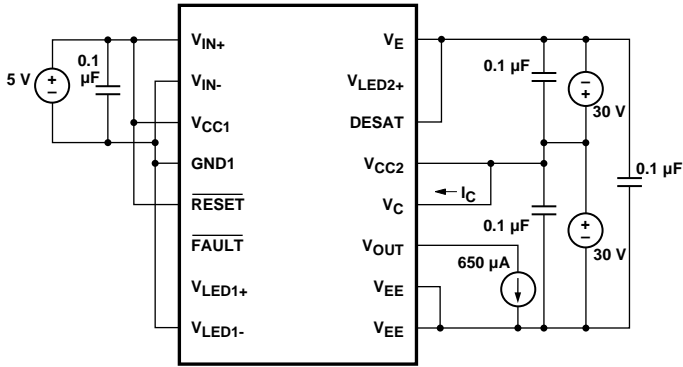 V_IN+
V_E
0.1
µF
0.1 µF
5 V
+
–
V_IN-
V_LED2+
–
+
30 V
V_CC1
DESAT
GND1
V_CC2
0.1 µF
I_C
RESET
V_C
0.1 µF
FAULT
V_OUT
+
–
30 V
650 µA
V_LED1+
V_EE
V_LED1-
V_EE